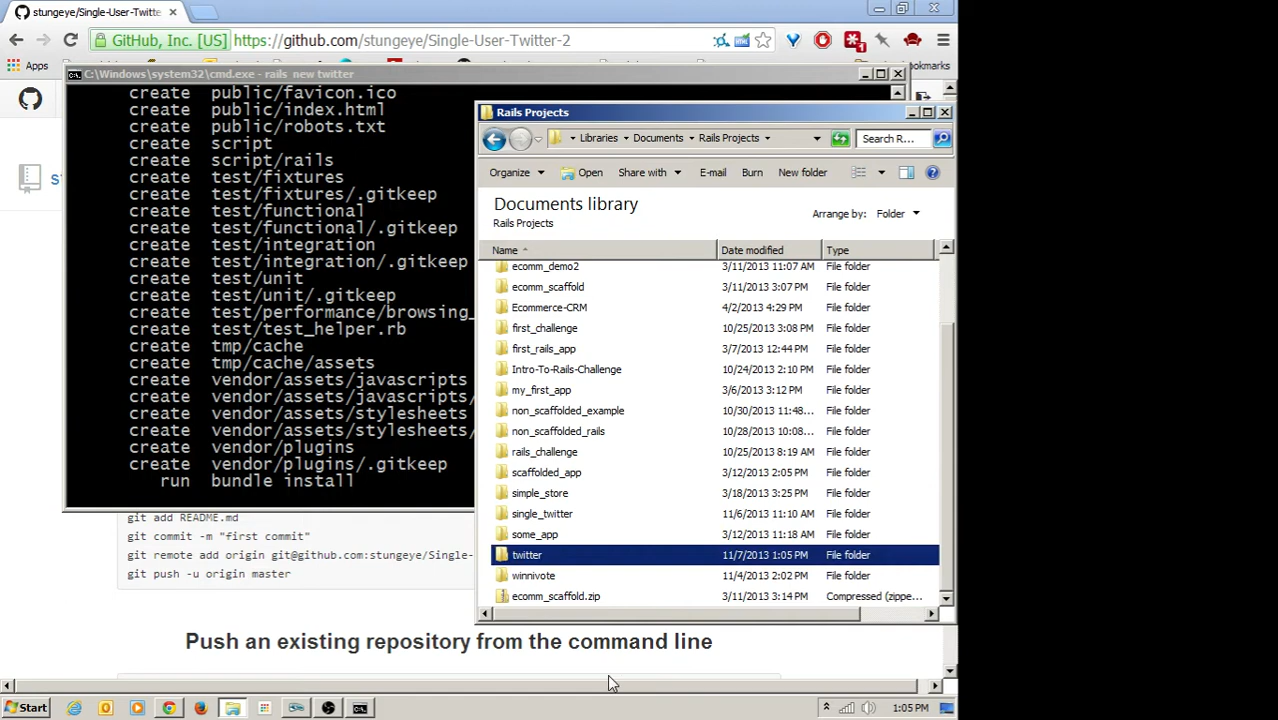 stungeye/Single-User-Twitte
GitHub, Inc. [US] https://github.com/stungeye/Single-User-Twitter-2
Apps
Bookmarks
C:\Windows\system32\cmd.exe - rails new twitter
create public/favicon.ico
create public/index.html
create public/robots.txt
create script
create script/rails
create test/fixtures
create test/fixtures/.gitkeep
create test/functional
create test/functional/.gitkeep
create test/integration
create test/integration/.gitkeep
create test/unit
create test/unit/.gitkeep
create test/performance/browsing_
create test/test_helper.rb
create tmp/cache
create tmp/cache/assets
create vendor/assets/javascripts
create vendor/assets/javascripts/
create vendor/assets/stylesheets
create vendor/assets/stylesheets/
create vendor/plugins
create vendor/plugins/.gitkeep
run bundle install
st
git add README.md
git commit -m "first commit"
git remote add origin git@github.com:stungeye/Single-
git push -u origin master
Push an existing repository from the command line
Rails Projects
Libraries Documents Rails Projects Search R...
Organize Open Share with E-mail Burn New folder
Documents library
Rails Projects
Arrange by: Folder
Name Date modified Type
ecomm_demo2 3/11/2013 11:07 AM File folder
ecomm_scaffold 3/11/2013 3:07 PM File folder
Ecommerce-CRM 4/2/2013 4:29 PM File folder
first_challenge 10/25/2013 3:08 PM File folder
first_rails_app 3/7/2013 12:44 PM File folder
Intro-To-Rails-Challenge 10/24/2013 2:10 PM File folder
my_first_app 3/6/2013 3:12 PM File folder
non_scaffolded_example 10/30/2013 11:48... File folder
non_scaffolded_rails 10/28/2013 10:08... File folder
rails_challenge 10/25/2013 8:19 AM File folder
scaffolded_app 3/12/2013 2:05 PM File folder
simple_store 3/18/2013 3:25 PM File folder
single_twitter 11/6/2013 11:10 AM File folder
some_app 3/12/2013 11:18 AM File folder
twitter 11/7/2013 1:05 PM File folder
winnivote 11/4/2013 2:02 PM File folder
ecomm_scaffold.zip 3/11/2013 3:14 PM Compressed (zippe...
Start
1:05 PM